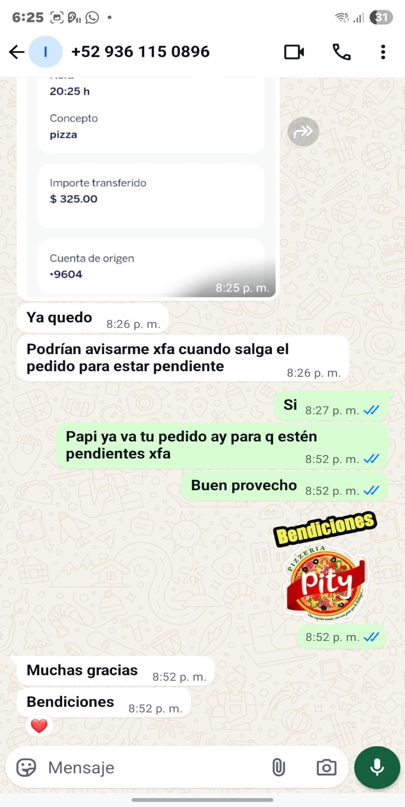 6:25
31
I
+52 936 115 0896
20:25 h
Concepto
pizza
Importe transferido
$ 325.00
Cuenta de origen
•9604
8:25 p. m.
Ya quedo 8:26 p. m.
Podrían avisarme xfa cuando salga el
pedido para estar pendiente
8:26 p. m.
Si 8:27 p. m.
Papi ya va tu pedido ay para q estén
pendientes xfa
8:52 p. m.
Buen provecho 8:52 p. m.
Bendiciones
PIZZERIA
Pity
8:52 p. m.
Muchas gracias 8:52 p. m.
Bendiciones 8:52 p. m.
Mensaje